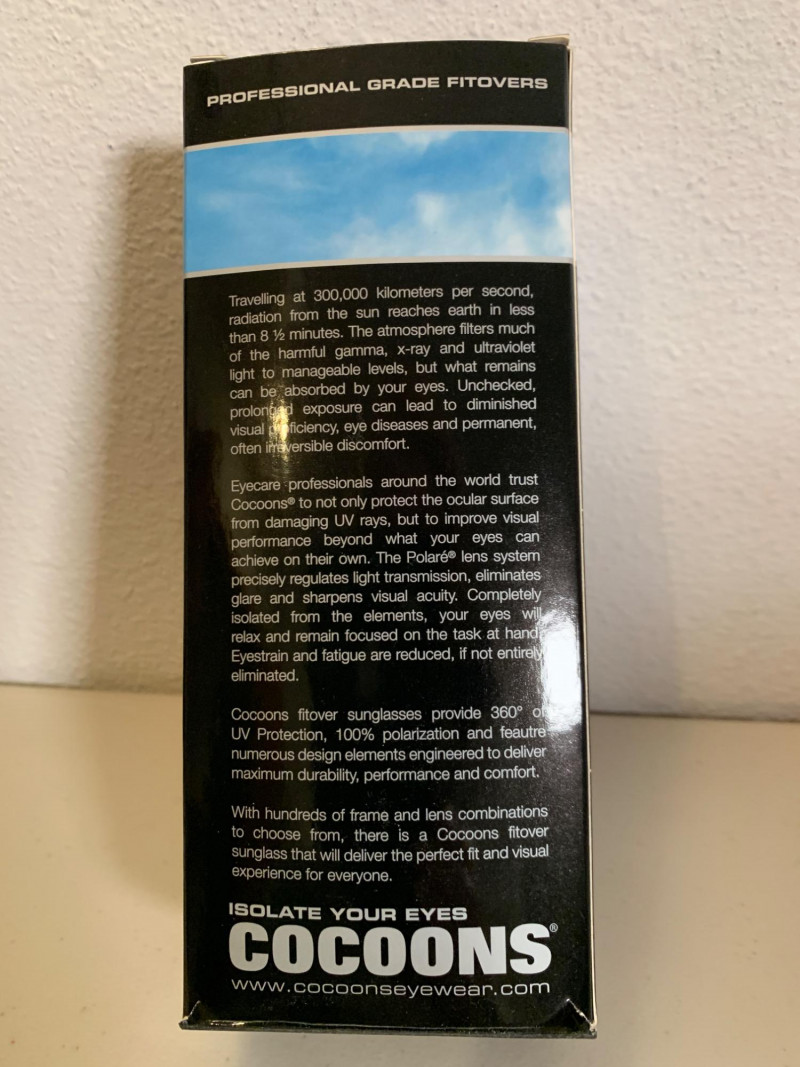 PROFESSIONAL GRADE FITOVERS
Travelling at 300,000 kilometers per second,
radiation from the sun reaches earth in less
than 8 ½ minutes. The atmosphere filters much
of the harmful gamma, x-ray and ultraviolet
light to manageable levels, but what remains
can be absorbed by your eyes. Unchecked,
prolonged exposure can lead to diminished
visual proficiency, eye diseases and permanent,
often irreversible discomfort.
Eyecare professionals around the world trust
Cocoons® to not only protect the ocular surface
from damaging UV rays, but to improve visual
performance beyond what your eyes can
achieve on their own. The Polaré® lens system
precisely regulates light transmission, eliminates
glare and sharpens visual acuity. Completely
isolated from the elements, your eyes will
relax and remain focused on the task at hand.
Eyestrain and fatigue are reduced, if not entirely
eliminated.
Cocoons fitover sunglasses provide 360° of
UV Protection, 100% polarization and feautre
numerous design elements engineered to deliver
maximum durability, performance and comfort.
With hundreds of frame and lens combinations
to choose from, there is a Cocoons fitover
sunglass that will deliver the perfect fit and visual
experience for everyone.
ISOLATE YOUR EYES
COCOONS®
www.cocoonseyewear.com